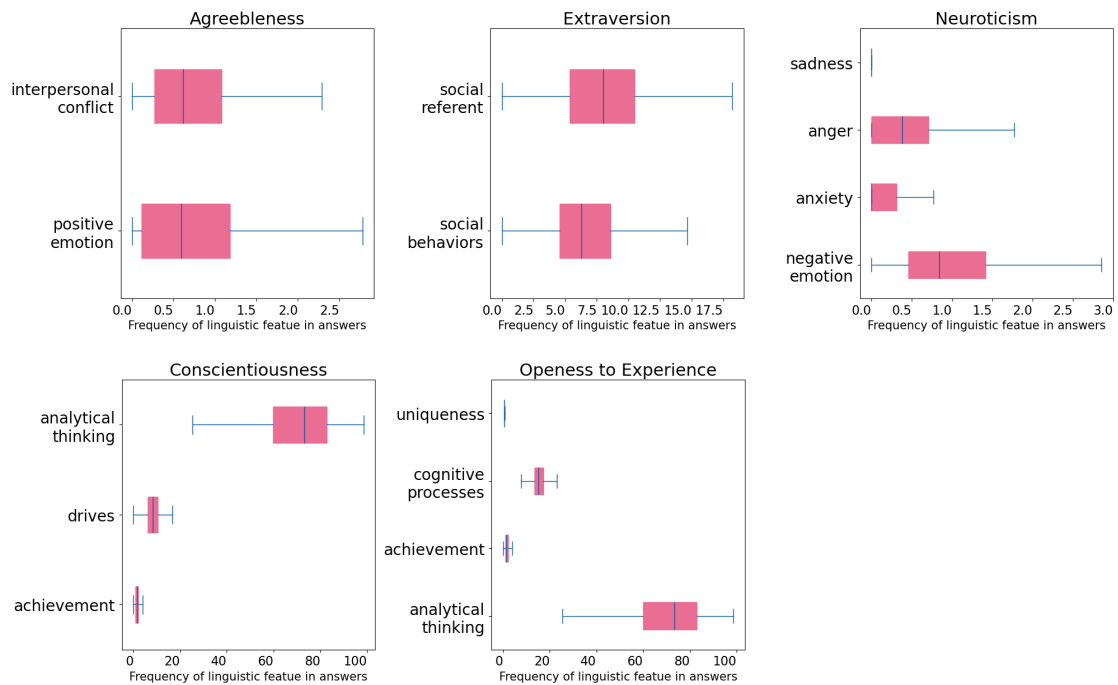 Agreebleness
interpersonal
conflict
positive
emotion
0.0 0.5 1.0 1.5 2.0 2.5
Frequency of linguistic featue in answers
Extraversion
social
referent
social
behaviors
0.0 2.5 5.0 7.5 10.0 12.5 15.0 17.5
Frequency of linguistic featue in answers
Neuroticism
sadness
anger
anxiety
negative
emotion
0.0 0.5 1.0 1.5 2.0 2.5 3.0
Frequency of linguistic featue in answers
Conscientiousness
analytical
thinking
drives
achievement
0 20 40 60 80 100
Frequency of linguistic featue in answers
Openess to Experience
uniqueness
cognitive
processes
achievement
analytical
thinking
0 20 40 60 80 100
Frequency of linguistic featue in answers